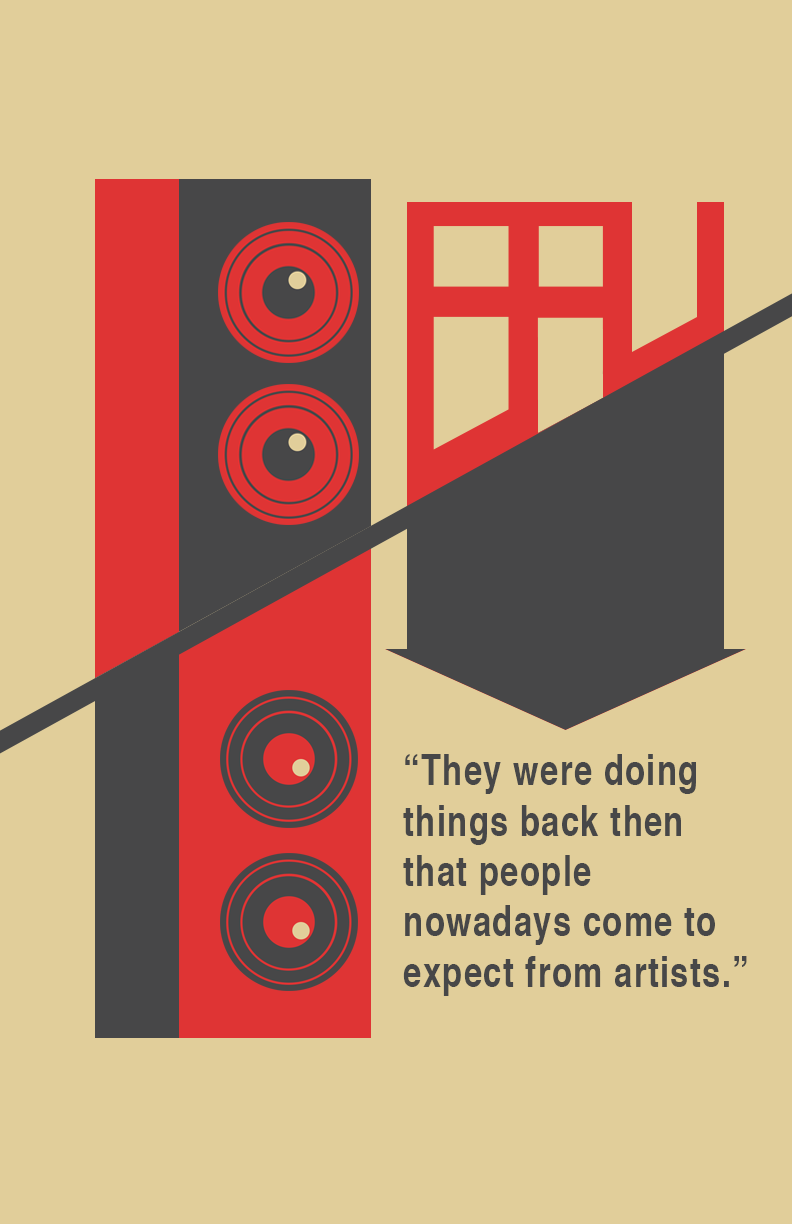 “They were doing
things back then
that people
nowadays come to
expect from artists.”